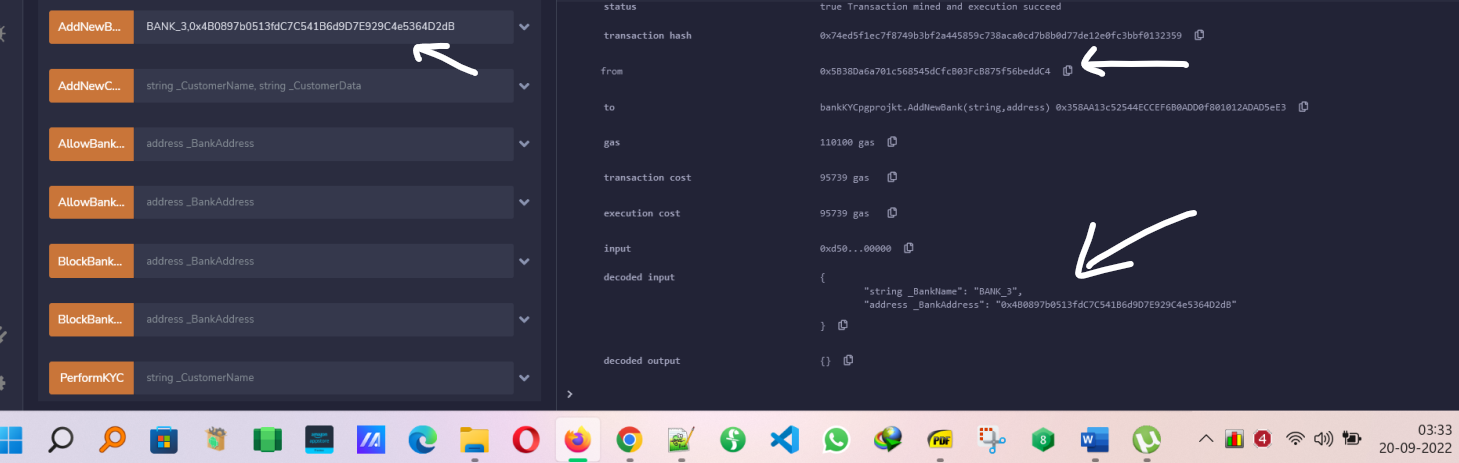 AddNewB...
BANK_3,0x4B0897b0513fdC7C541B6d9D7E929C4e5364D2dB
AddNewC...
string _CustomerName, string _CustomerData
AllowBank...
address _BankAddress
AllowBank...
address _BankAddress
BlockBank...
address _BankAddress
BlockBank...
address _BankAddress
PerformKYC
string _CustomerName
status
true Transaction mined and execution succeed
transaction hash
0x74ed5f1ec7f8749b3bf2a445859c738aca0cd7b8b0d77de12e0fc3bbf0132359
from
0x5B38Da6a701c568545dCfcB03FcB875f56beddC4
to
bankKYCpgprojkt.AddNewBank(string,address) 0x358AA13c52544ECCEF6B0ADD0f801012ADAD5eE3
gas
110100 gas
transaction cost
95739 gas
execution cost
95739 gas
input
0xd50...00000
decoded input
{
"string _BankName": "BANK_3",
"address _BankAddress": "0x4B0897b0513fdC7C541B6d9D7E929C4e5364D2dB"
}
decoded output
{}
>
PDF
8
W
4
03:33
20-09-2022